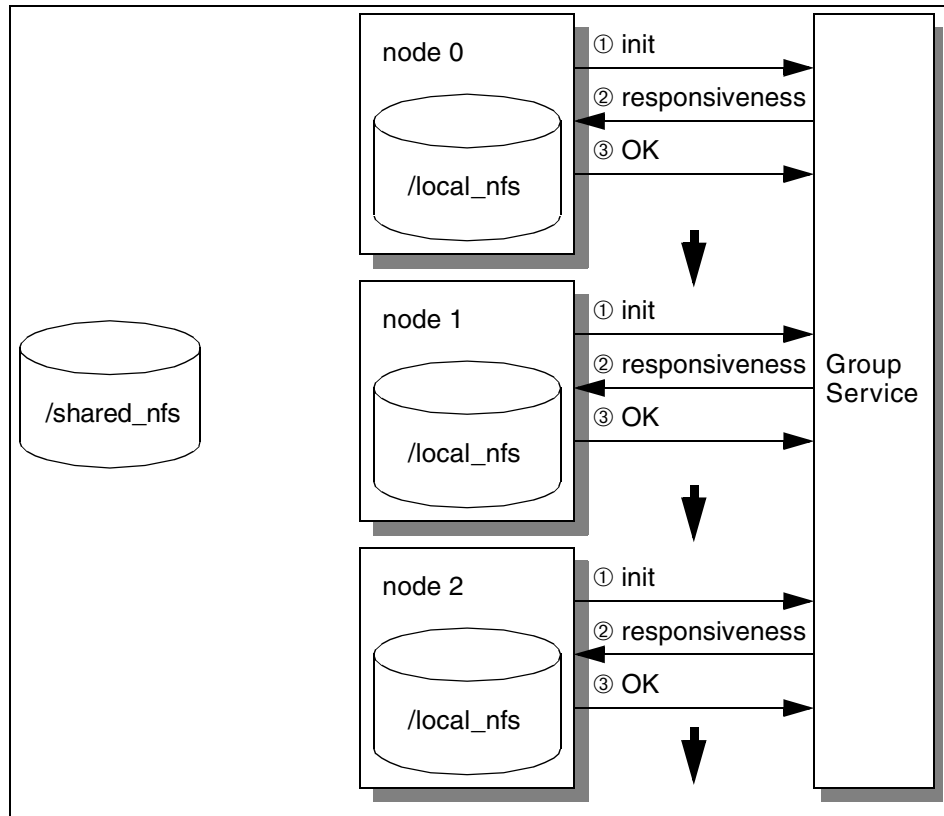 node 0
① init
② responsiveness
③ OK
/local_nfs
node 1
① init
② responsiveness
③ OK
/local_nfs
/shared_nfs
Group
Service
node 2
① init
② responsiveness
③ OK
/local_nfs